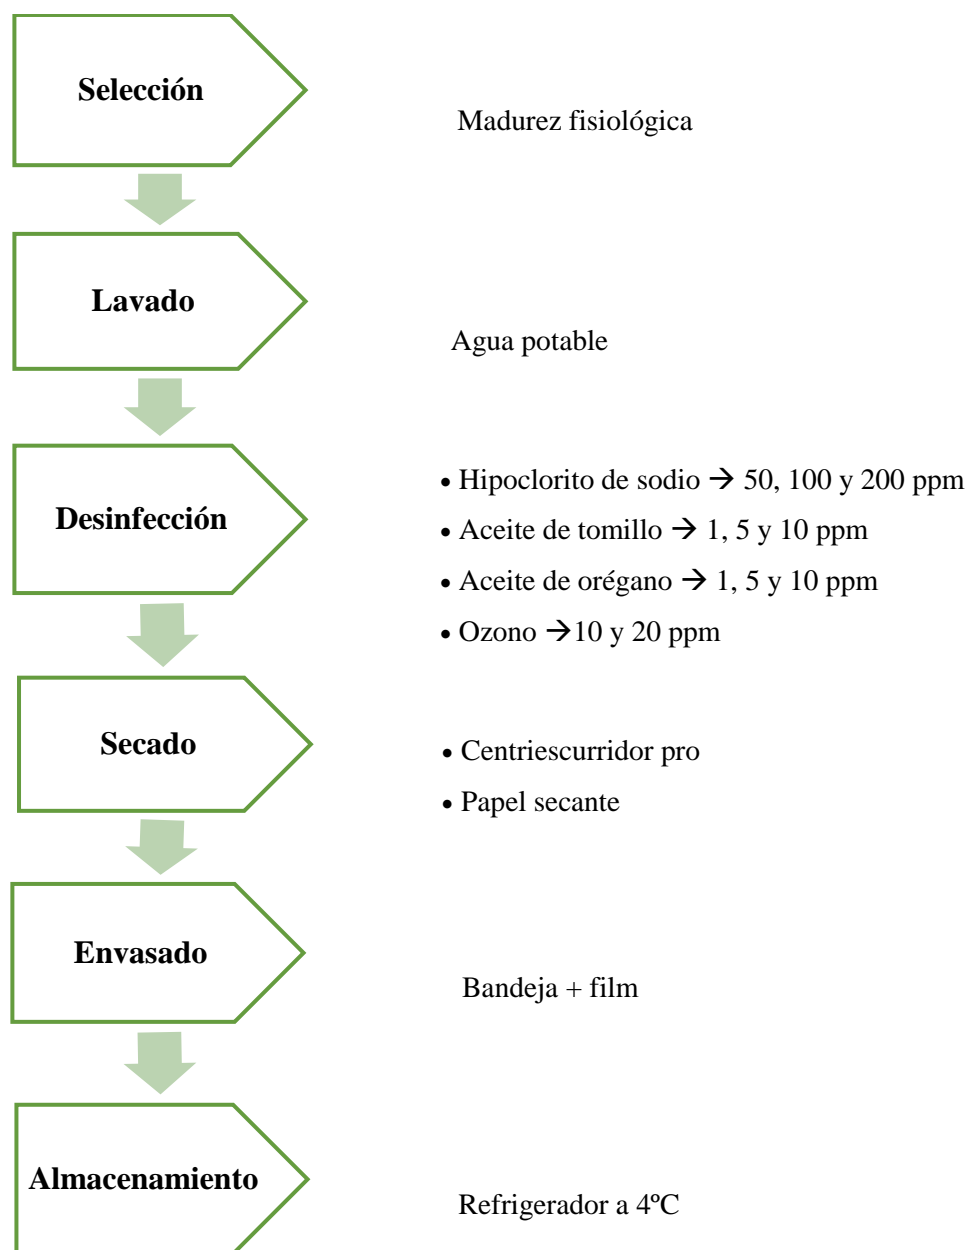 Selección
Madurez fisiológica
Lavado
Agua potable
Desinfección
• Hipoclorito de sodio → 50, 100 y 200 ppm
• Aceite de tomillo → 1, 5 y 10 ppm
• Aceite de orégano → 1, 5 y 10 ppm
• Ozono →10 y 20 ppm
Secado
• Centriescurridor pro
• Papel secante
Envasado
Bandeja + film
Almacenamiento
Refrigerador a 4ºC